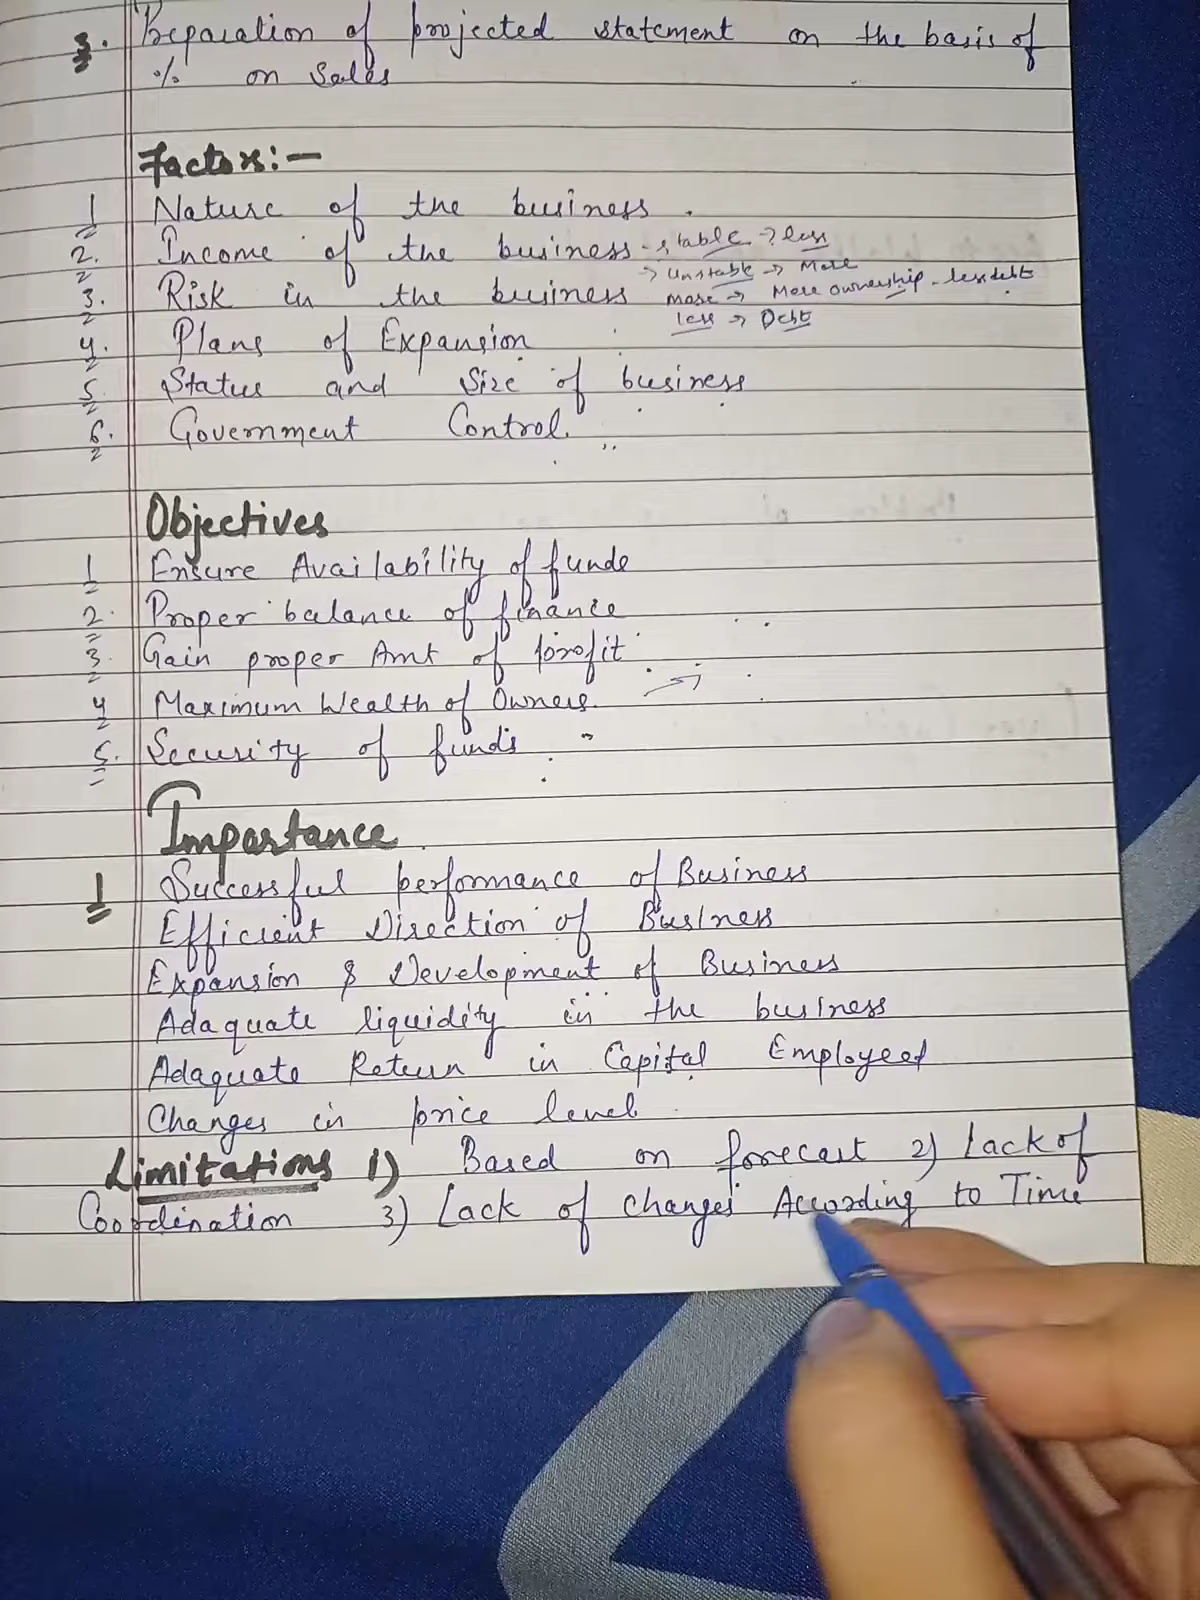 3. Preparation of projected statement on the basis of
% on Sales
Factors:-
1 Nature of the business.
2. Income of the business → stable → less
→ Unstable → More
3. Risk in the business more → More ownership - less debt
less → Debt
4. Plans of Expansion
5. Status and Size of business
6. Government Control.
Objectives
1 Ensure Availability of funds
2. Proper balance of finance
3. Gain proper Amt of profit
4 Maximum Wealth of Owners.
5. Security of funds
Importance
1 Successful performance of Business
Efficient Direction of Business
Expansion & Development of Business
Adaquate liquidity in the business
Adaquate Return in Capital Employeed
Changes in price level
Limitations 1) Based on forecast 2) Lack of
Coordination 3) Lack of changes According to Time